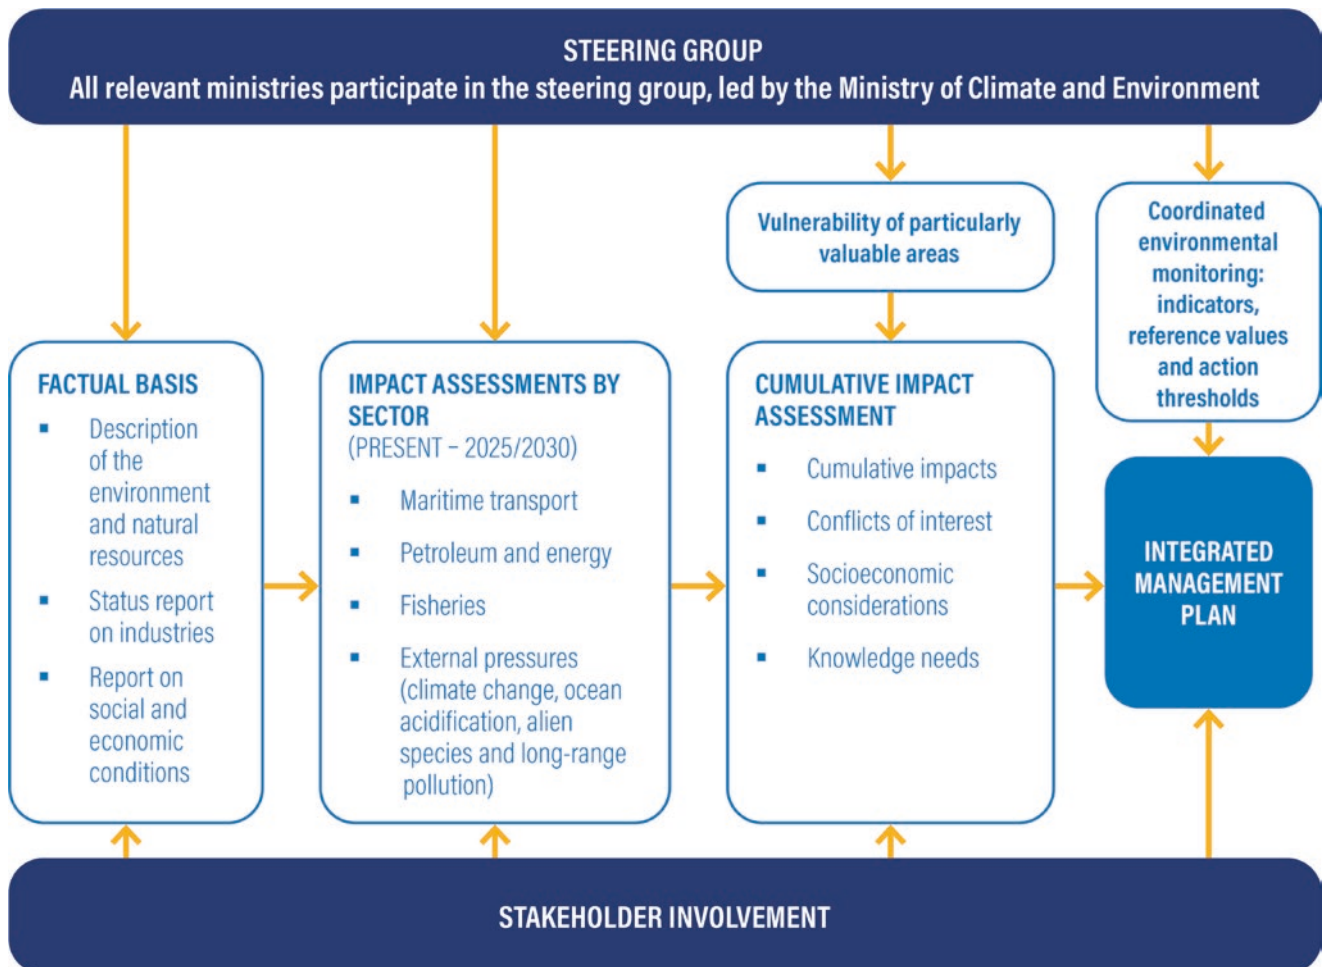 STEERING GROUP
All relevant ministries participate in the steering group, led by the Ministry of Climate and Environment
Vulnerability of particularly
valuable areas
Coordinated
environmental
monitoring:
indicators,
reference values
and action
thresholds
FACTUAL BASIS
▪ Description
of the
environment
and natural
resources
▪ Status report
on industries
▪ Report on
social and
economic
conditions
IMPACT ASSESSMENTS BY
SECTOR
(PRESENT – 2025/2030)
▪ Maritime transport
▪ Petroleum and energy
▪ Fisheries
▪ External pressures
(climate change, ocean
acidification, alien
species and long-range
pollution)
CUMULATIVE IMPACT
ASSESSMENT
▪ Cumulative impacts
▪ Conflicts of interest
▪ Socioeconomic
considerations
▪ Knowledge needs
INTEGRATED
MANAGEMENT
PLAN
STAKEHOLDER INVOLVEMENT